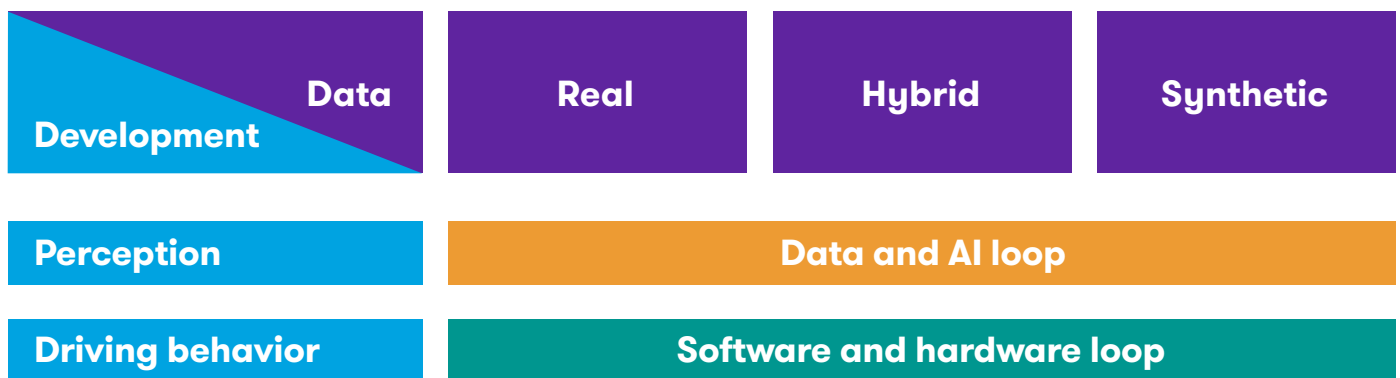 Data
Development
Real
Hybrid
Synthetic
Perception
Data and AI loop
Driving behavior
Software and hardware loop